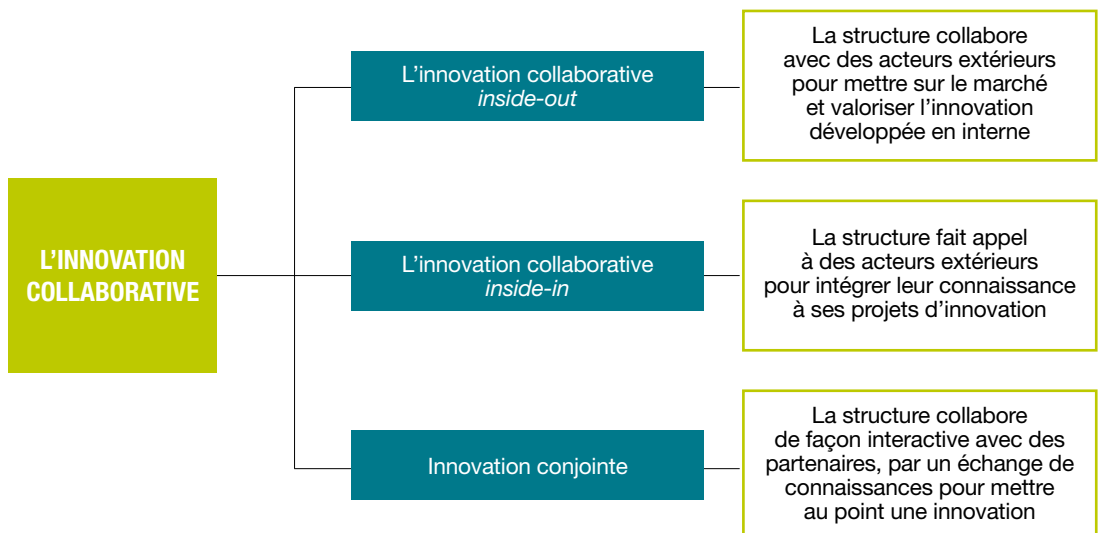 L'INNOVATION
COLLABORATIVE
L'innovation collaborative
inside-out
La structure collabore
avec des acteurs extérieurs
pour mettre sur le marché
et valoriser l'innovation
développée en interne
L'innovation collaborative
inside-in
La structure fait appel
à des acteurs extérieurs
pour intégrer leur connaissance
à ses projets d'innovation
Innovation conjointe
La structure collabore
de façon interactive avec des
partenaires, par un échange de
connaissances pour mettre
au point une innovation